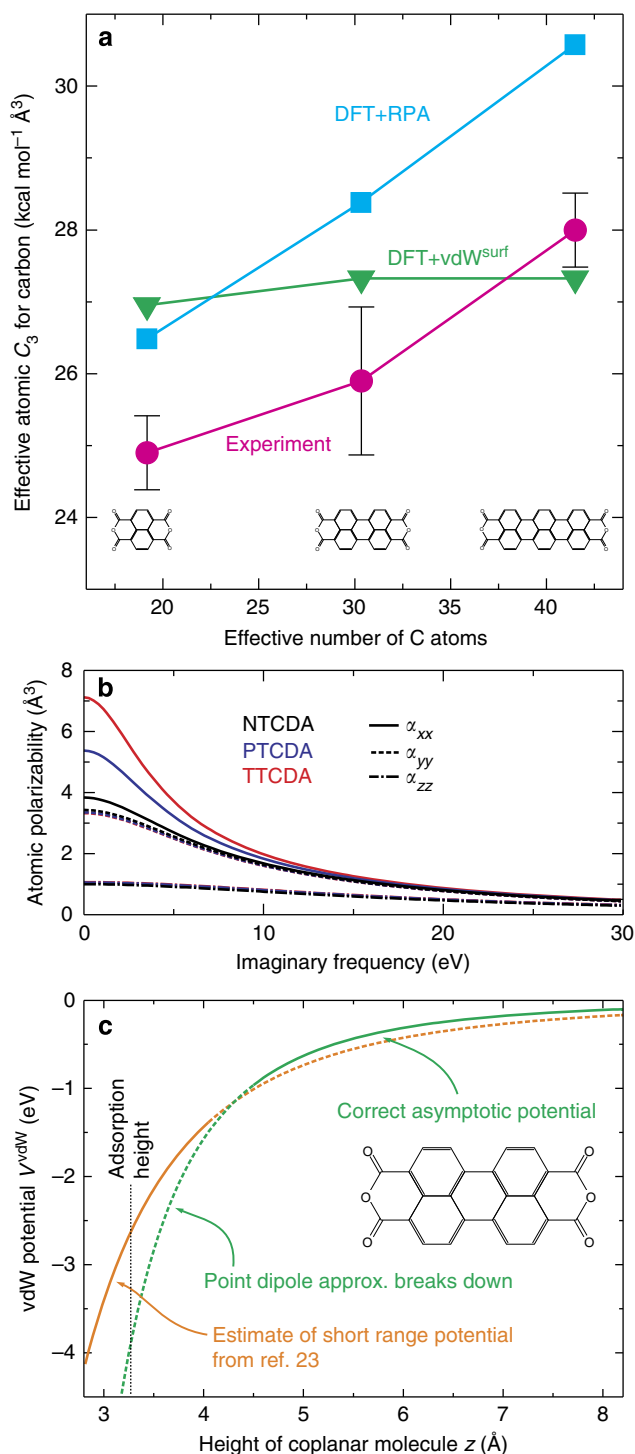 a
30
28
26
24
Effective atomic C₃ for carbon (kcal mol⁻¹ Å³)
DFT+RPA
DFT+vdWˢᵘʳᶠ
Experiment
20
25
30
35
40
Effective number of C atoms
b
8
6
4
2
0
Atomic polarizability (Å³)
NTCDA
PTCDA
TTCDA
αxx
αyy
αzz
0
10
20
30
Imaginary frequency (eV)
c
0
–1
–2
–3
–4
vdW potential Vᵛᵈᵂ (eV)
Adsorption
height
Correct asymptotic potential
O
O
O
O
O
O
Point dipole approx. breaks down
Estimate of short range potential
from ref. 23
3
4
5
6
7
8
Height of coplanar molecule z (Å)